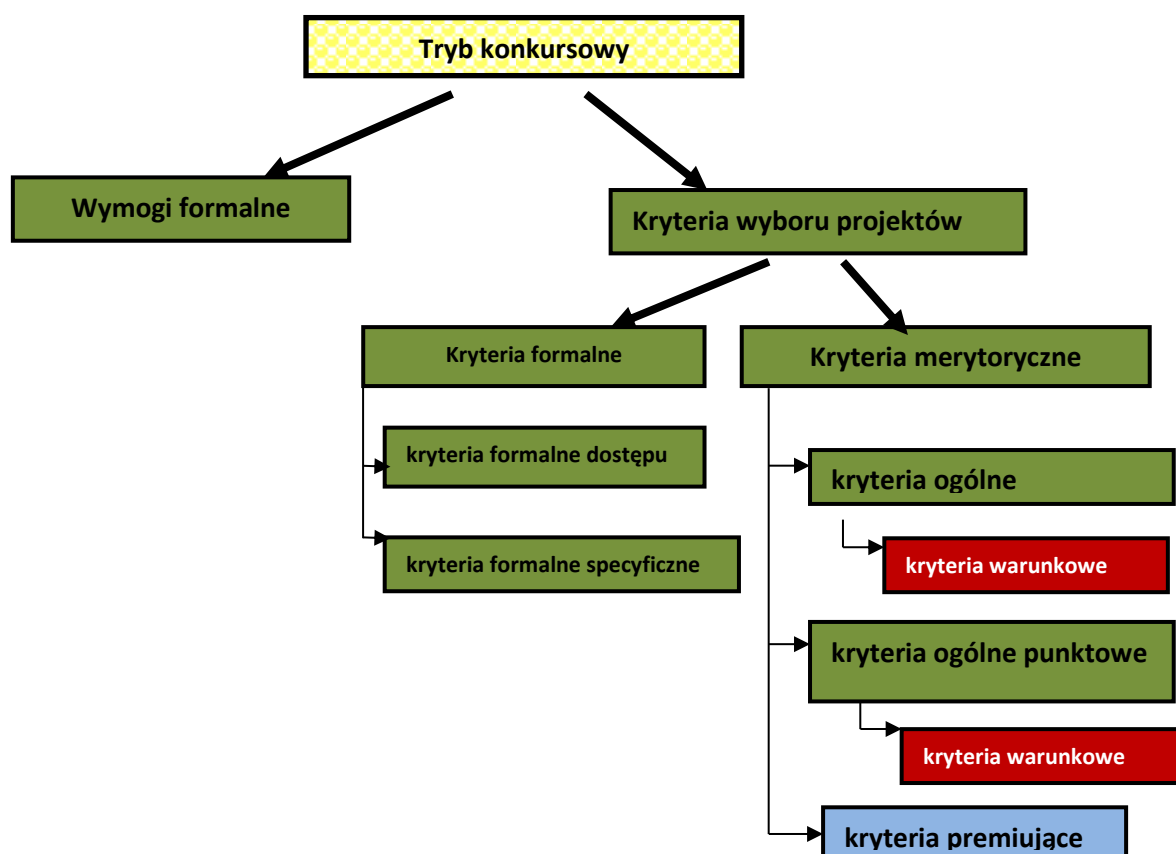 Tryb konkursowy
Wymogi formalne
Kryteria wyboru projektów
Kryteria formalne
Kryteria merytoryczne
kryteria formalne dostępu
kryteria ogólne
kryteria formalne specyficzne
kryteria warunkowe
kryteria ogólne punktowe
kryteria warunkowe
kryteria premiujące